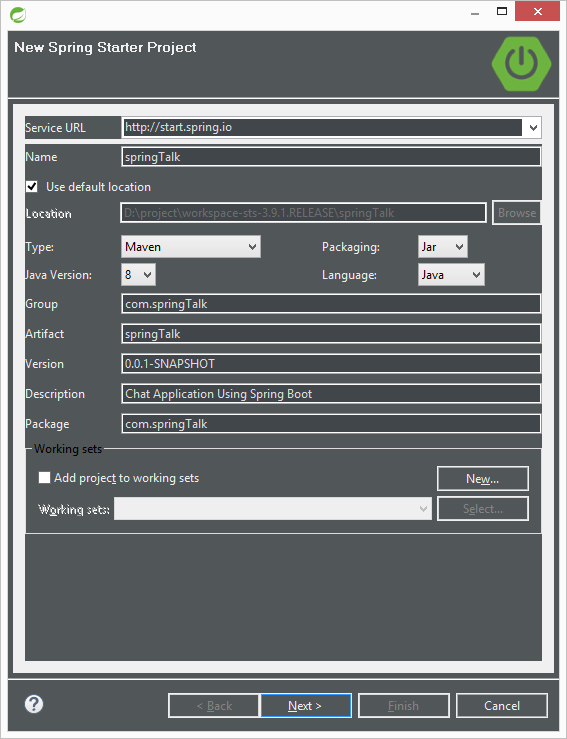 New Spring Starter Project
Service URL http://start.spring.io
Name springTalk
Use default location
Location D:\project\workspace-sts-3.9.1.RELEASE\springTalk Browse
Type: Maven Packaging: Jar
Java Version: 8 Language: Java
Group com.springTalk
Artifact springTalk
Version 0.0.1-SNAPSHOT
Description Chat Application Using Spring Boot
Package com.springTalk
Working sets
Add project to working sets New...
Working sets: Select...
? < Back Next > Finish Cancel